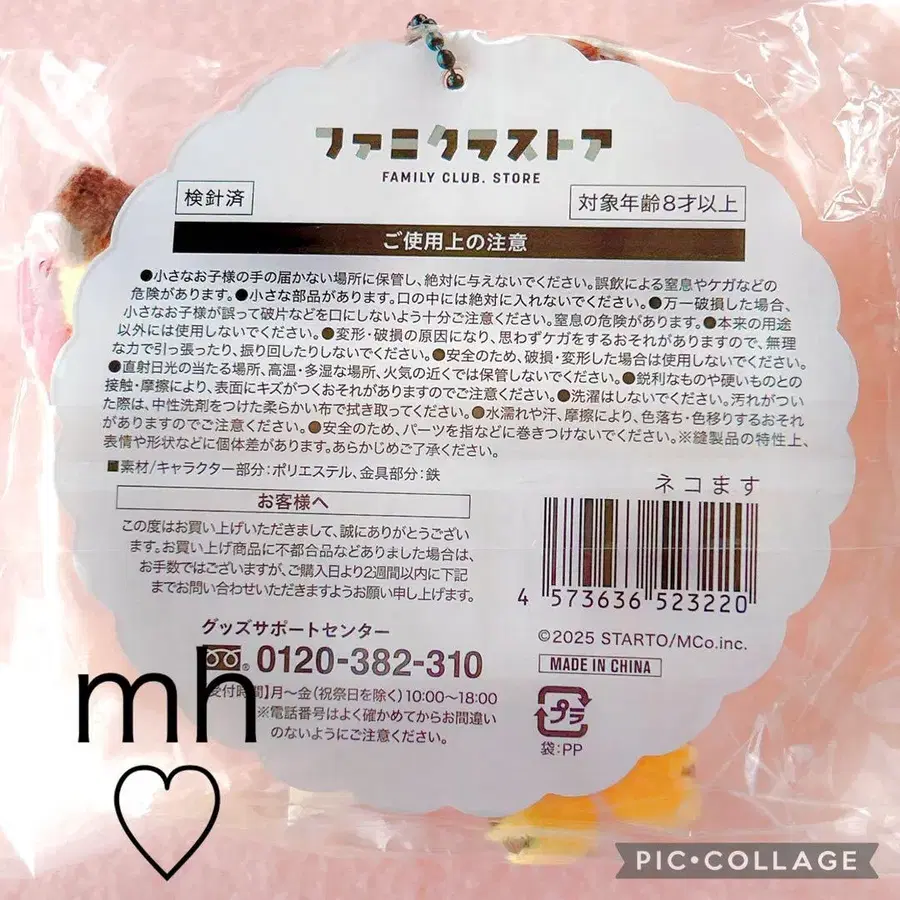 ファミクラストア
FAMILY CLUB. STORE
検針済
対象年齢8才以上
ご使用上の注意
●小さなお子様の手の届かない場所に保管し、絶対に与えないでください。誤飲による窒息やケガなどの
危険があります。●小さな部品があります。口の中には絶対に入れないでください。●万一破損した場合、
小さなお子様が誤って破片などを口にしないよう十分ご注意ください。窒息の危険があります。●本来の用途
以外には使用しないでください。●変形・破損の原因になり、思わずケガをするおそれがありますので、無理
な力で引っ張ったり、振り回したりしないでください。●安全のため、破損・変形した場合は使用しないでください。
●直射日光の当たる場所、高温・多湿な場所、火気の近くでは保管しないでください。●鋭利なものや硬いものとの
接触・摩擦により、表面にキズがつくおそれがありますのでご注意ください。●洗濯はしないでください。汚れがつい
た際は、中性洗剤をつけた柔らかい布で拭き取ってください。●水濡れや汗、摩擦により、色落ち・色移りするおそれ
がありますのでご注意ください。●安全のため、パーツを指などに巻きつけないでください。※縫製品の特性上、
表情や形状などに個体差があります。あらかじめご了承ください。
■素材/キャラクター部分:ポリエステル、金具部分:鉄
ネコます
お客様へ
この度はお買い上げいただきまして、誠にありがとうござい
ます。お買い上げ商品に不都合品などありました場合は、
お手数ではございますが、ご購入日より2週間以内に下記
までお問い合わせいただきますようお願い申し上げます。
4 573636 523220
グッズサポートセンター
0120-382-310
受付時間】月〜金(祝祭日を除く)10:00〜18:00
※電話番号はよく確かめてからお間違い
のないようにご注意ください。
©2025 STARTO/MCo.inc.
MADE IN CHINA
プラ
袋:PP
mh
PIC•COLLAGE